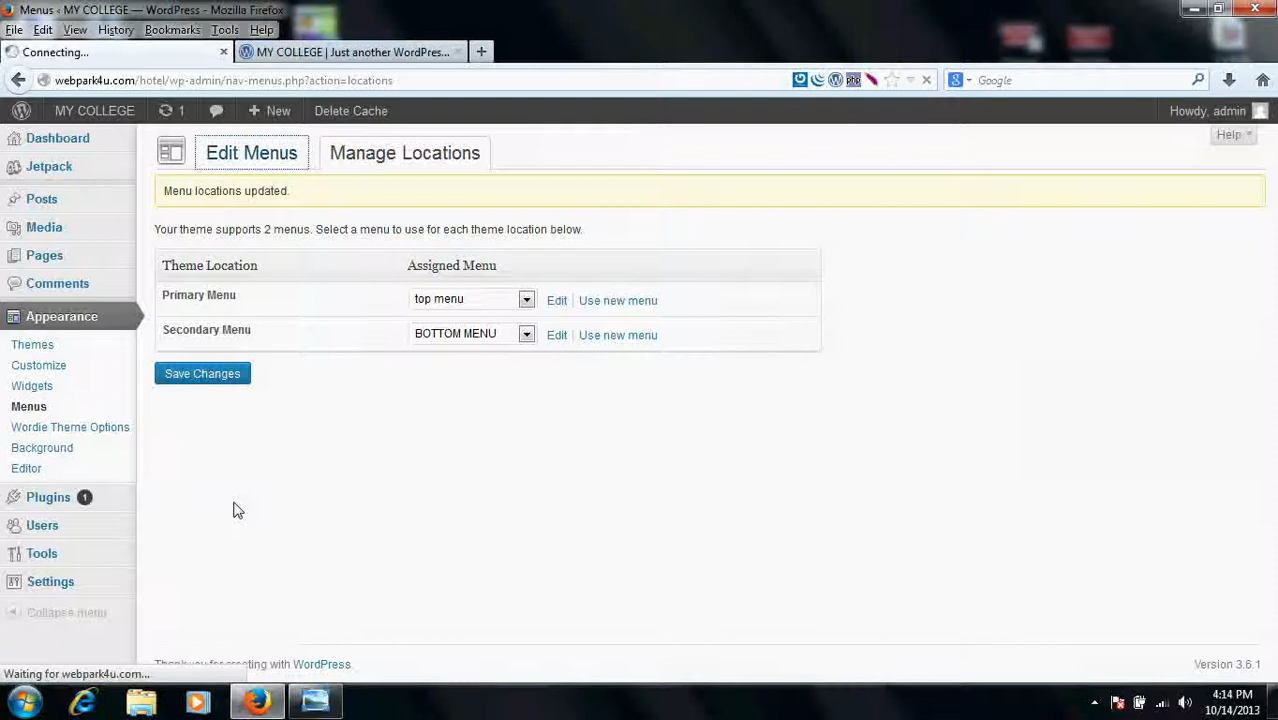 Menus « MY COLLEGE — WordPress - Mozilla Firefox
File Edit View History Bookmarks Tools Help
Connecting... × MY COLLEGE | Just another WordPres... × +
webpark4u.com/hotel/wp-admin/nav-menus.php?action=locations php Google
MY COLLEGE 1 + New Delete Cache Howdy, admin
Help
Dashboard
Jetpack
Posts
Media
Pages
Comments
Appearance
Themes
Customize
Widgets
Menus
Wordie Theme Options
Background
Editor
Plugins 1
Users
Tools
Settings
Collapse menu
Edit Menus Manage Locations
Menu locations updated.
Your theme supports 2 menus. Select a menu to use for each theme location below.
Theme Location Assigned Menu
Primary Menu top menu Edit | Use new menu
Secondary Menu BOTTOM MENU Edit | Use new menu
Save Changes
Thank you for creating with WordPress. Version 3.6.1
Waiting for webpark4u.com...
4:14 PM
10/14/2013